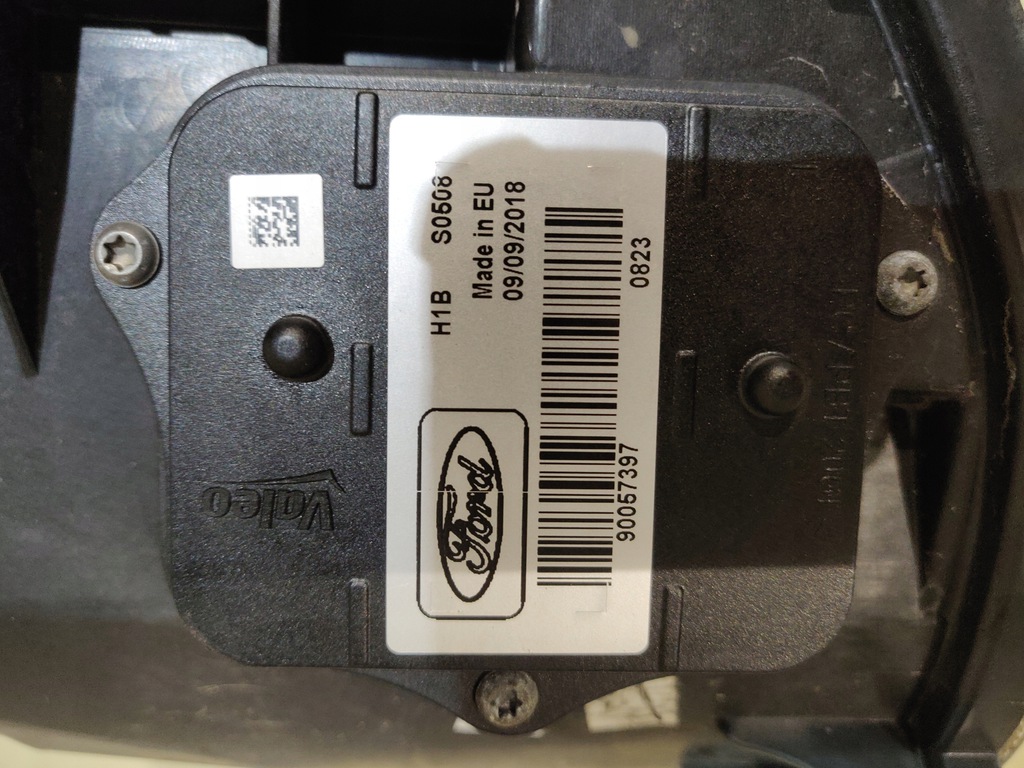 H1B S0508
Made in EU
09/09/2018
Ford
90057397 0823
Valeo